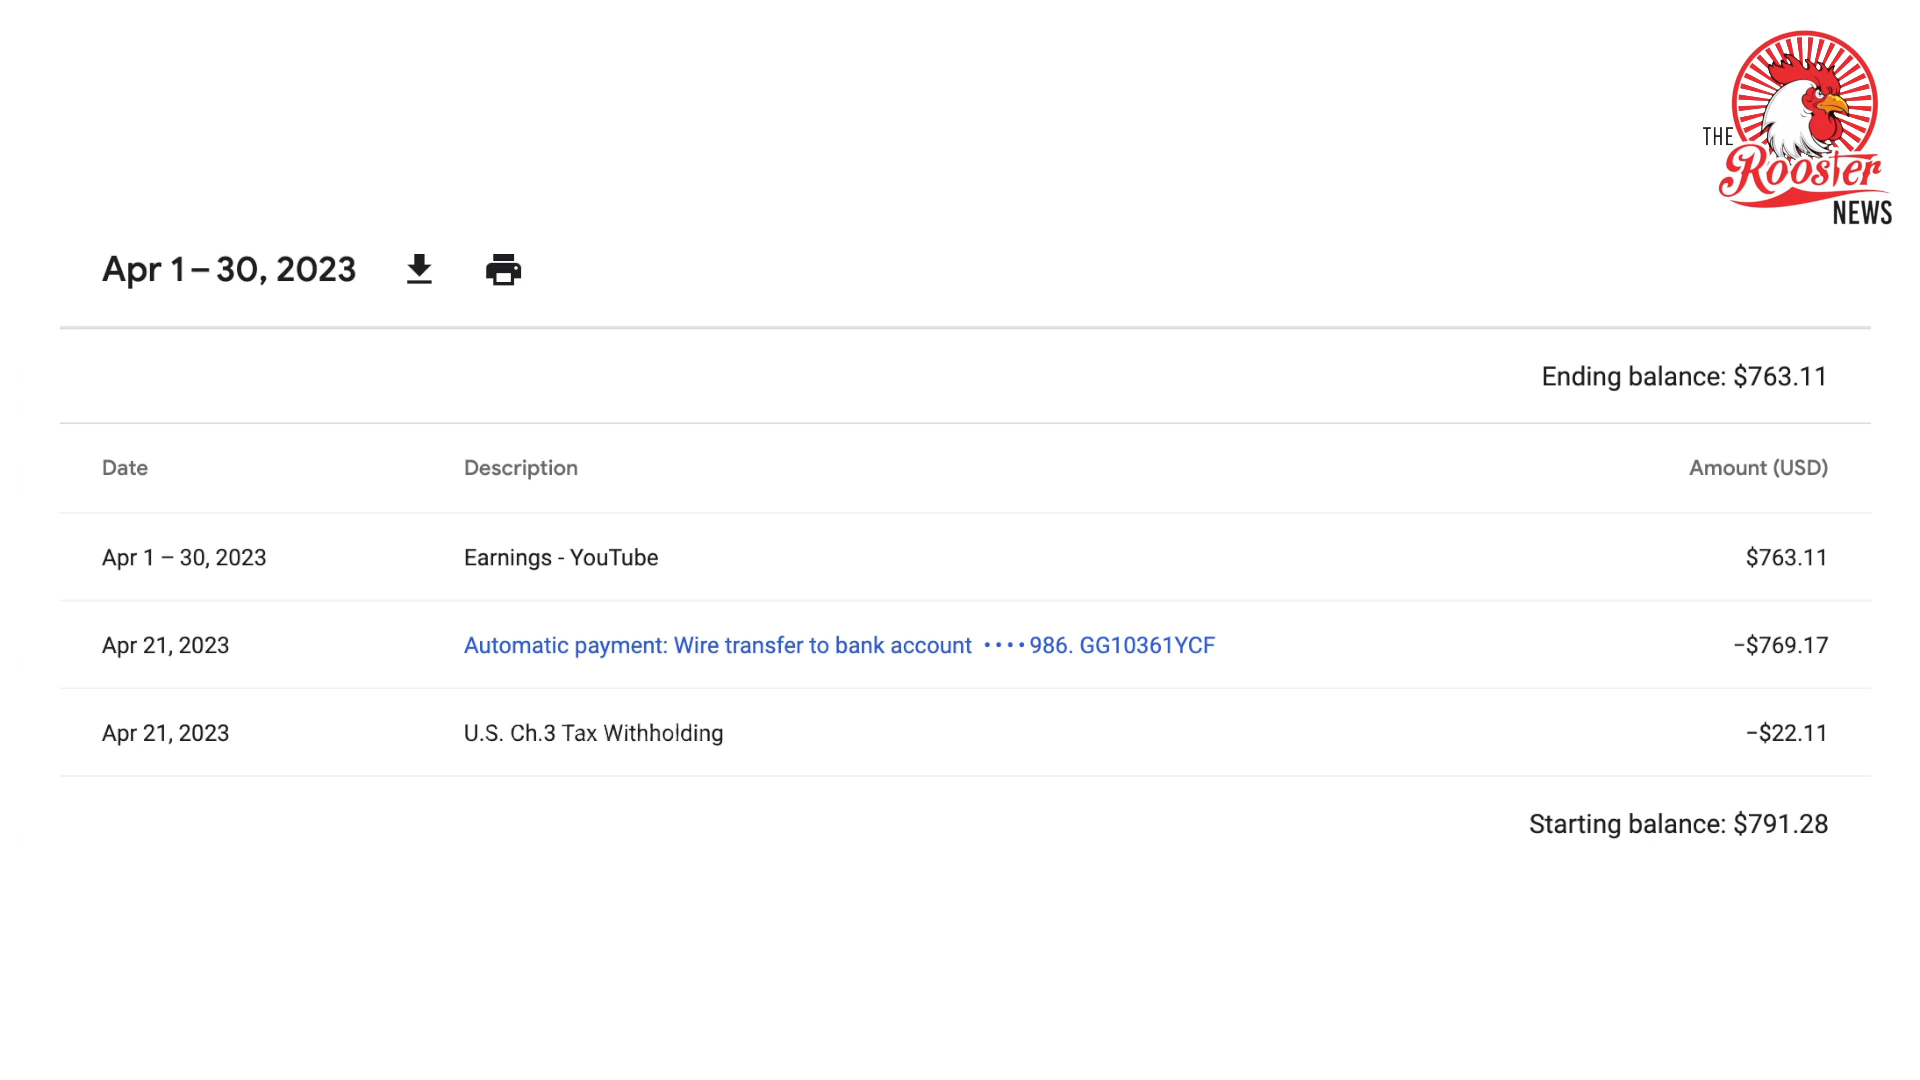 THE
Rooster
NEWS
Apr 1 – 30, 2023
Ending balance: $763.11
Date Description Amount (USD)
Apr 1 – 30, 2023 Earnings - YouTube $763.11
Apr 21, 2023 Automatic payment: Wire transfer to bank account ••••986. GG10361YCF −$769.17
Apr 21, 2023 U.S. Ch.3 Tax Withholding −$22.11
Starting balance: $791.28